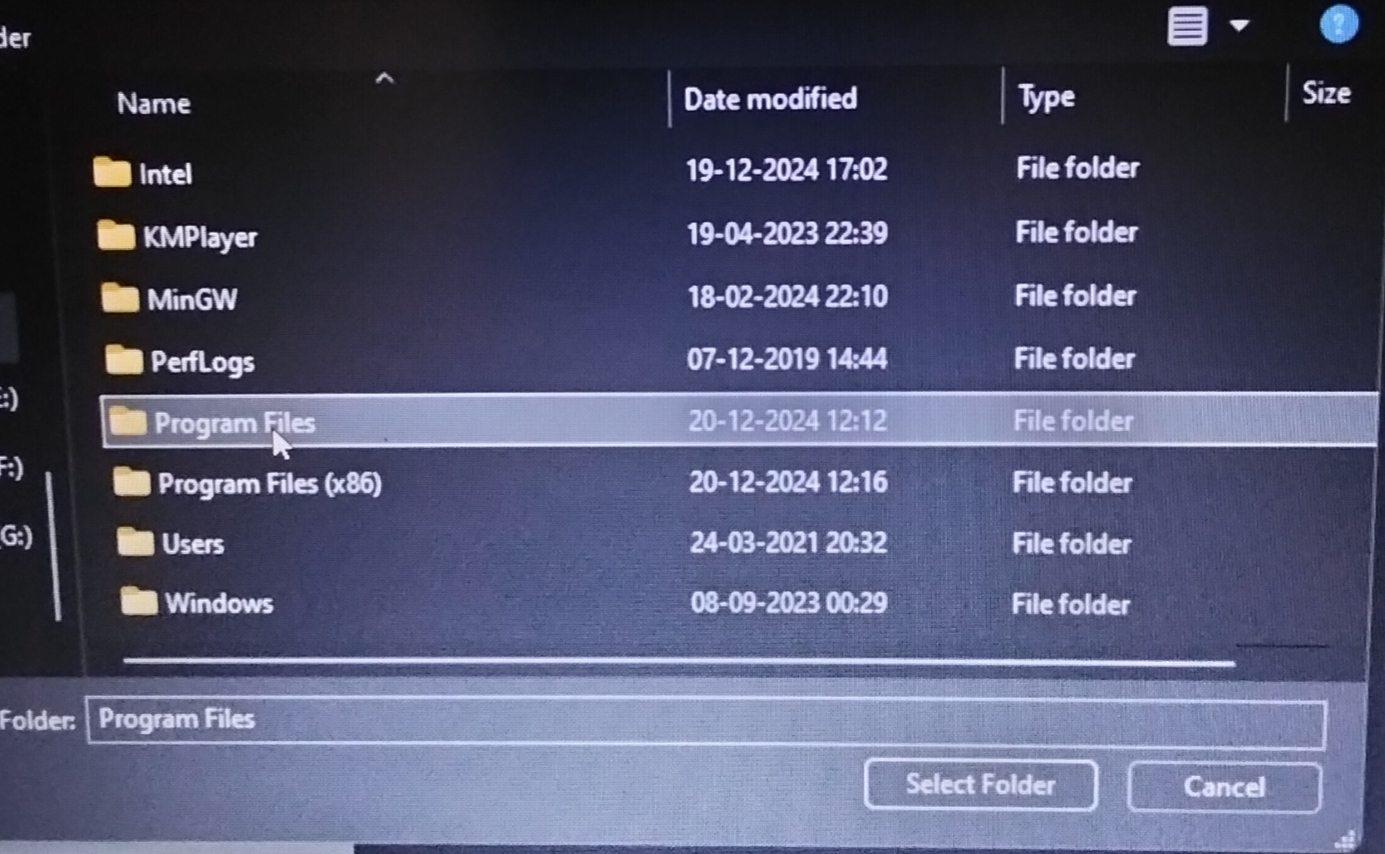 der
Name Date modified Type Size
Intel 19-12-2024 17:02 File folder
KMPlayer 19-04-2023 22:39 File folder
MinGW 18-02-2024 22:10 File folder
PerfLogs 07-12-2019 14:44 File folder
:)
Program Files 20-12-2024 12:12 File folder
F:)
Program Files (x86) 20-12-2024 12:16 File folder
G:)
Users 24-03-2021 20:32 File folder
Windows 08-09-2023 00:29 File folder
Folder: Program Files
Select Folder Cancel